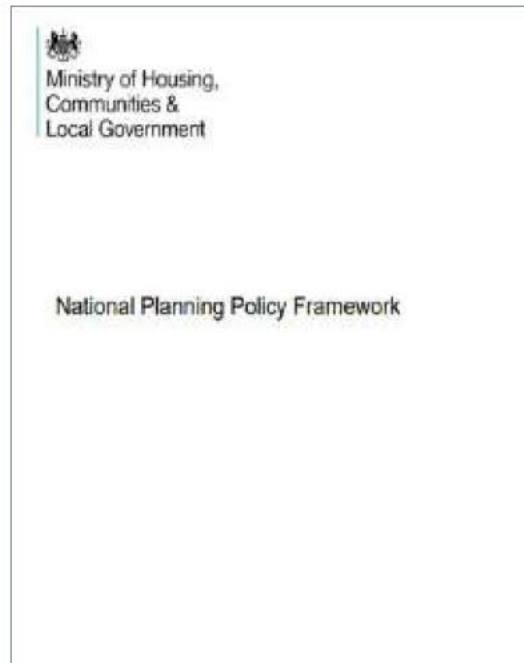 Ministry of Housing,
Communities &
Local Government
National Planning Policy Framework